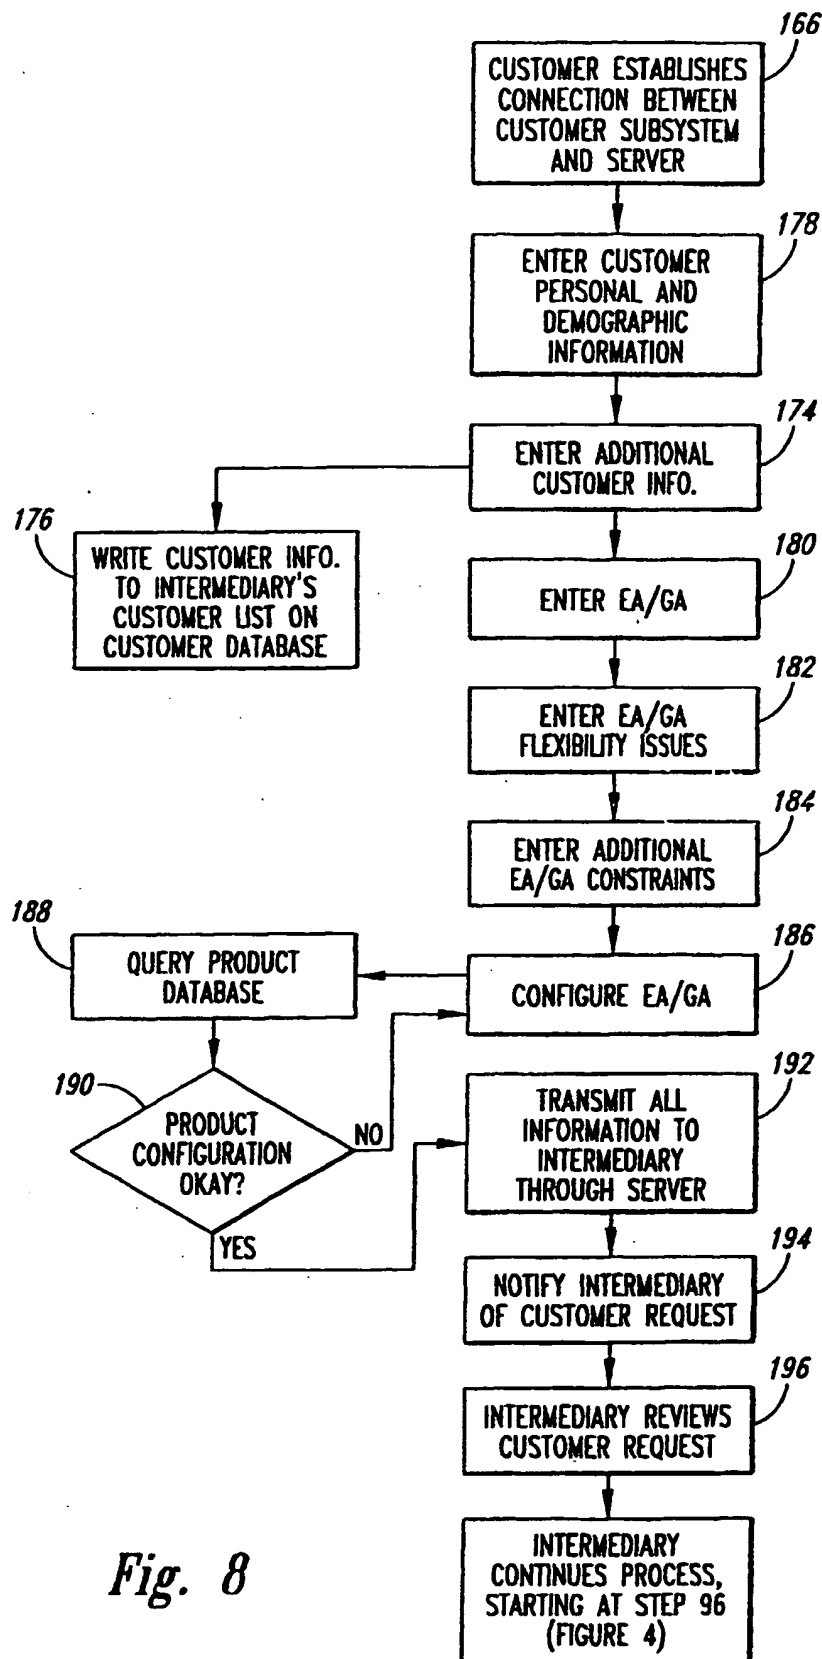 166
CUSTOMER ESTABLISHES
CONNECTION BETWEEN
CUSTOMER SUBSYSTEM
AND SERVER
178
ENTER CUSTOMER
PERSONAL AND
DEMOGRAPHIC
INFORMATION
174
ENTER ADDITIONAL
CUSTOMER INFO.
176
WRITE CUSTOMER INFO.
TO INTERMEDIARY'S
CUSTOMER LIST ON
CUSTOMER DATABASE
180
ENTER EA/GA
182
ENTER EA/GA
FLEXIBILITY ISSUES
184
ENTER ADDITIONAL
EA/GA CONSTRAINTS
186
CONFIGURE EA/GA
188
QUERY PRODUCT
DATABASE
190
PRODUCT
CONFIGURATION
OKAY?
NO
YES
192
TRANSMIT ALL
INFORMATION TO
INTERMEDIARY
THROUGH SERVER
194
NOTIFY INTERMEDIARY
OF CUSTOMER REQUEST
196
INTERMEDIARY REVIEWS
CUSTOMER REQUEST
INTERMEDIARY
CONTINUES PROCESS,
STARTING AT STEP 96
(FIGURE 4)
Fig. 8